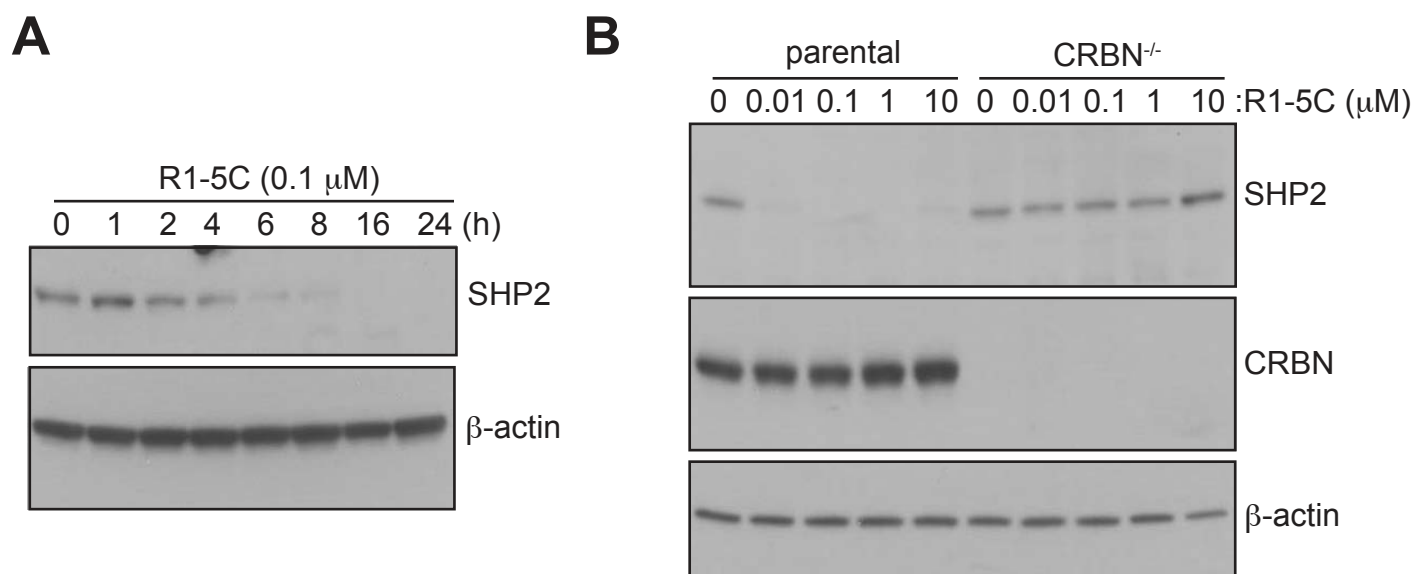 A
R1-5C (0.1 μM)
0 1 2 4 6 8 16 24 (h)
SHP2
β-actin
B
parental CRBN-/-
0 0.01 0.1 1 10 0 0.01 0.1 1 10 :R1-5C (μM)
SHP2
CRBN
β-actin